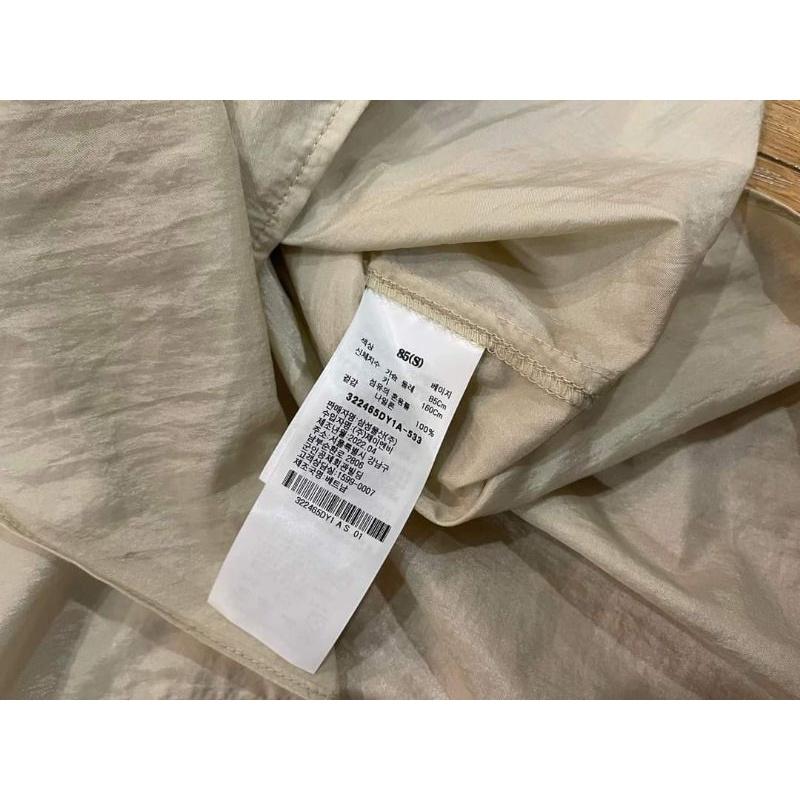 85(S)
색상 베이지
신체치수 가슴 둘레 85Cm
키 160Cm
겉감 섬유의 혼용률
나일론 100%
322465DY1A-533
판매자명 삼성물산(주)
수입자명 (주)제이앤비
제조년월 2022.04
주소: 서울특별시 강남구
남부순환로 2806
군인공제회관빌딩
고객상담실:1599-0007
제조국명 베트남
322465DY1 A S 01